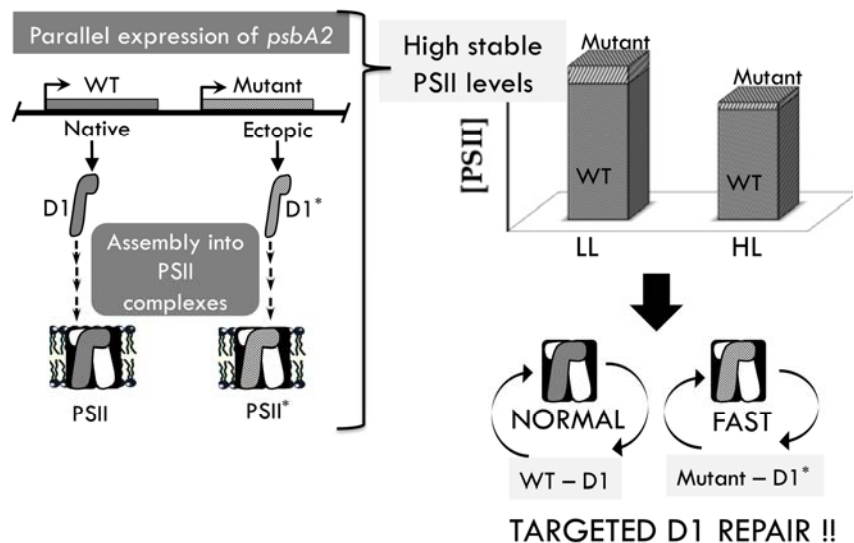 Parallel expression of psbA2
WT
Mutant
Native
Ectopic
D1
D1*
Assembly into
PSII
complexes
PSII
PSII*
High stable
PSII levels
[PSII]
Mutant
WT
LL
Mutant
WT
HL
NORMAL
WT – D1
FAST
Mutant – D1*
TARGETED D1 REPAIR !!